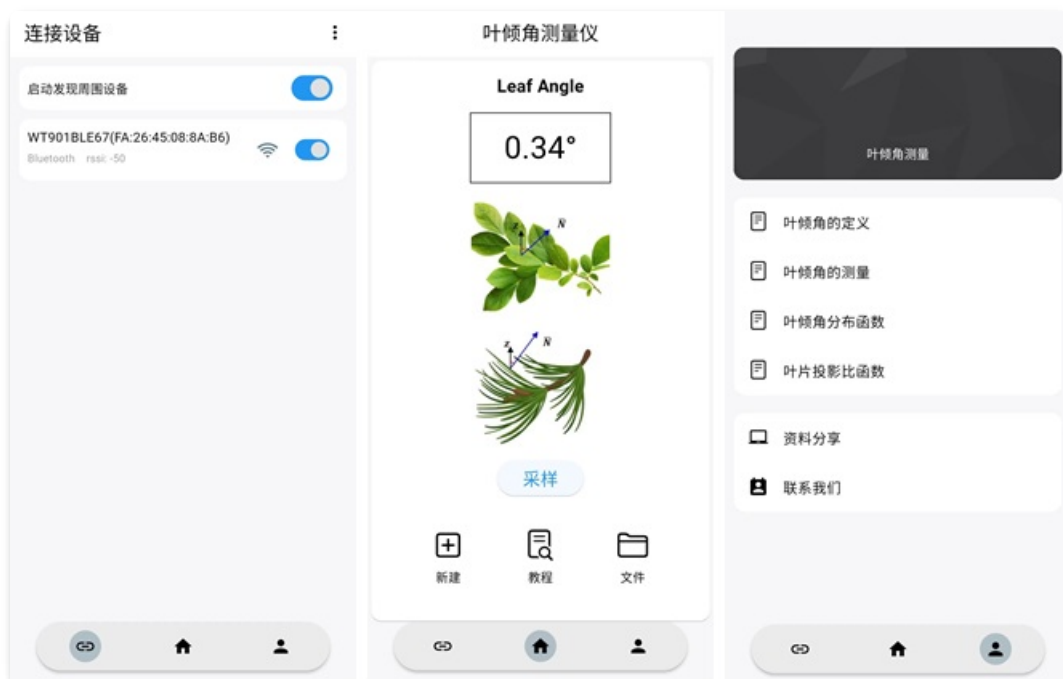 连接设备
启动发现周围设备
WT901BLE67(FA:26:45:08:8A:B6)
Bluetooth rssi: -50
叶倾角测量仪
Leaf Angle
0.34°
z N
z N
采样
新建 教程 文件
叶倾角测量
叶倾角的定义
叶倾角的测量
叶倾角分布函数
叶片投影比函数
资料分享
联系我们